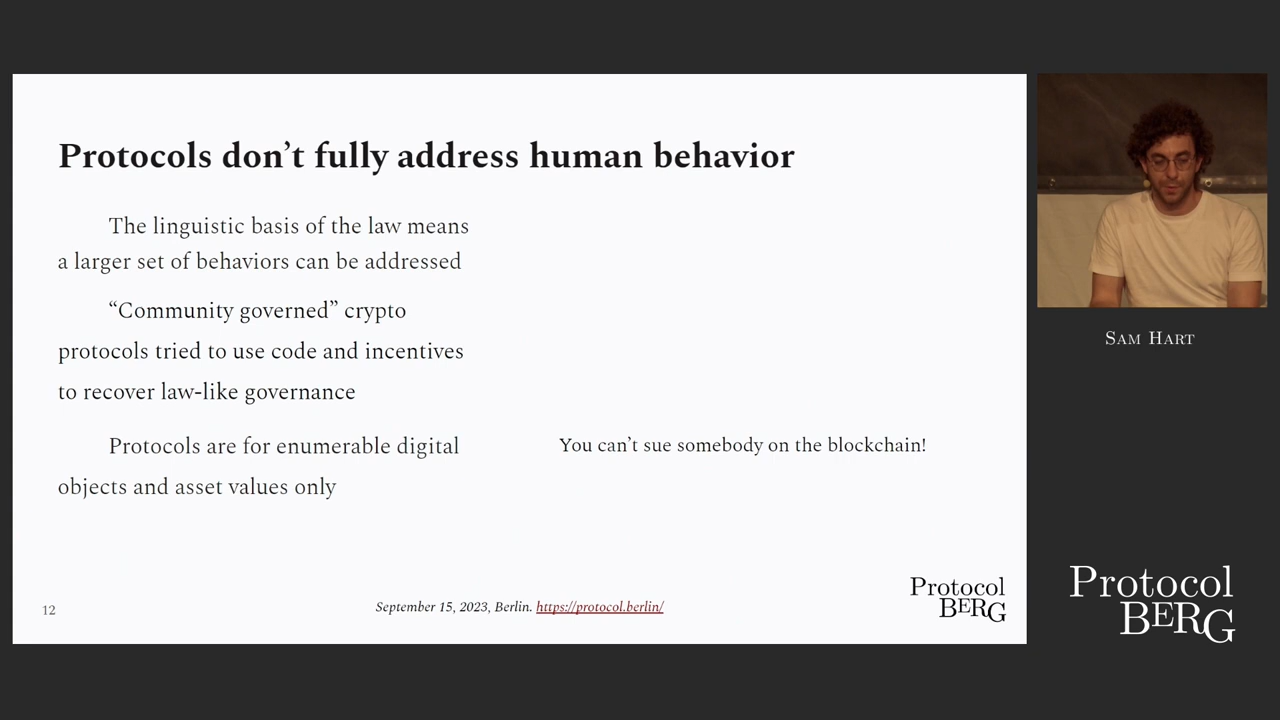 Protocols don’t fully address human behavior
The linguistic basis of the law means
a larger set of behaviors can be addressed
“Community governed” crypto
protocols tried to use code and incentives
to recover law-like governance
Protocols are for enumerable digital
objects and asset values only
You can’t sue somebody on the blockchain!
12
September 15, 2023, Berlin. https://protocol.berlin/
Protocol
BERG
Sam Hart
Protocol
BERG